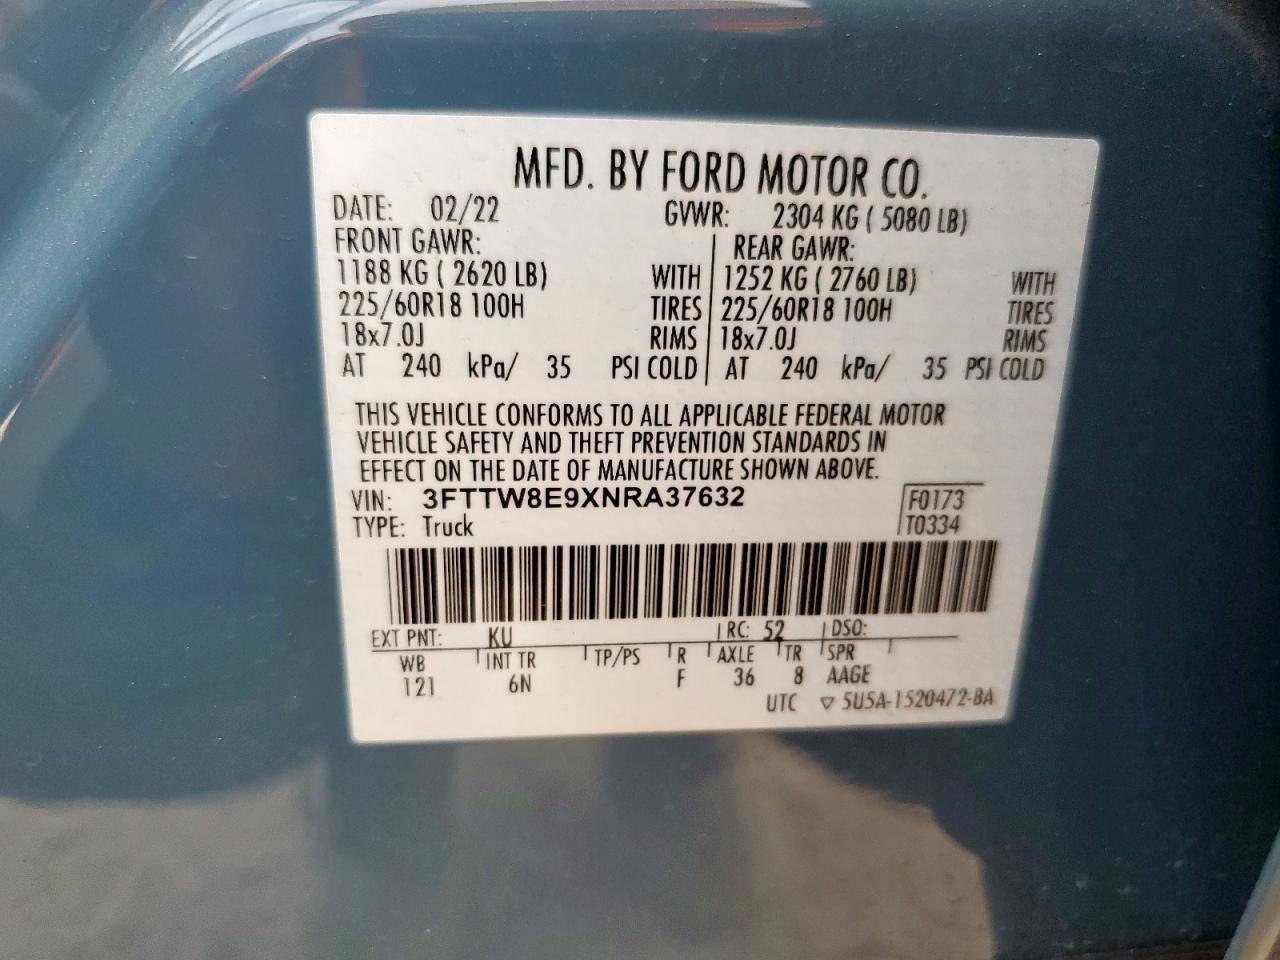 MFD. BY FORD MOTOR CO.
DATE: 02/22 GVWR: 2304 KG ( 5080 LB)
FRONT GAWR: REAR GAWR:
1188 KG ( 2620 LB) WITH 1252 KG ( 2760 LB) WITH
225/60R18 100H TIRES 225/60R18 100H TIRES
18x7.0J RIMS 18x7.0J RIMS
AT 240 kPa/ 35 PSI COLD AT 240 kPa/ 35 PSI COLD
THIS VEHICLE CONFORMS TO ALL APPLICABLE FEDERAL MOTOR
VEHICLE SAFETY AND THEFT PREVENTION STANDARDS IN
EFFECT ON THE DATE OF MANUFACTURE SHOWN ABOVE.
VIN: 3FTTW8E9XNRA37632 F0173
TYPE: Truck T0334
EXT PNT: KU RC: 52 DSO:
WB INT TR TP/PS R AXLE TR SPR
121 6N F 36 8 AAGE
UTC ▽ 5U5A-1520472-BA